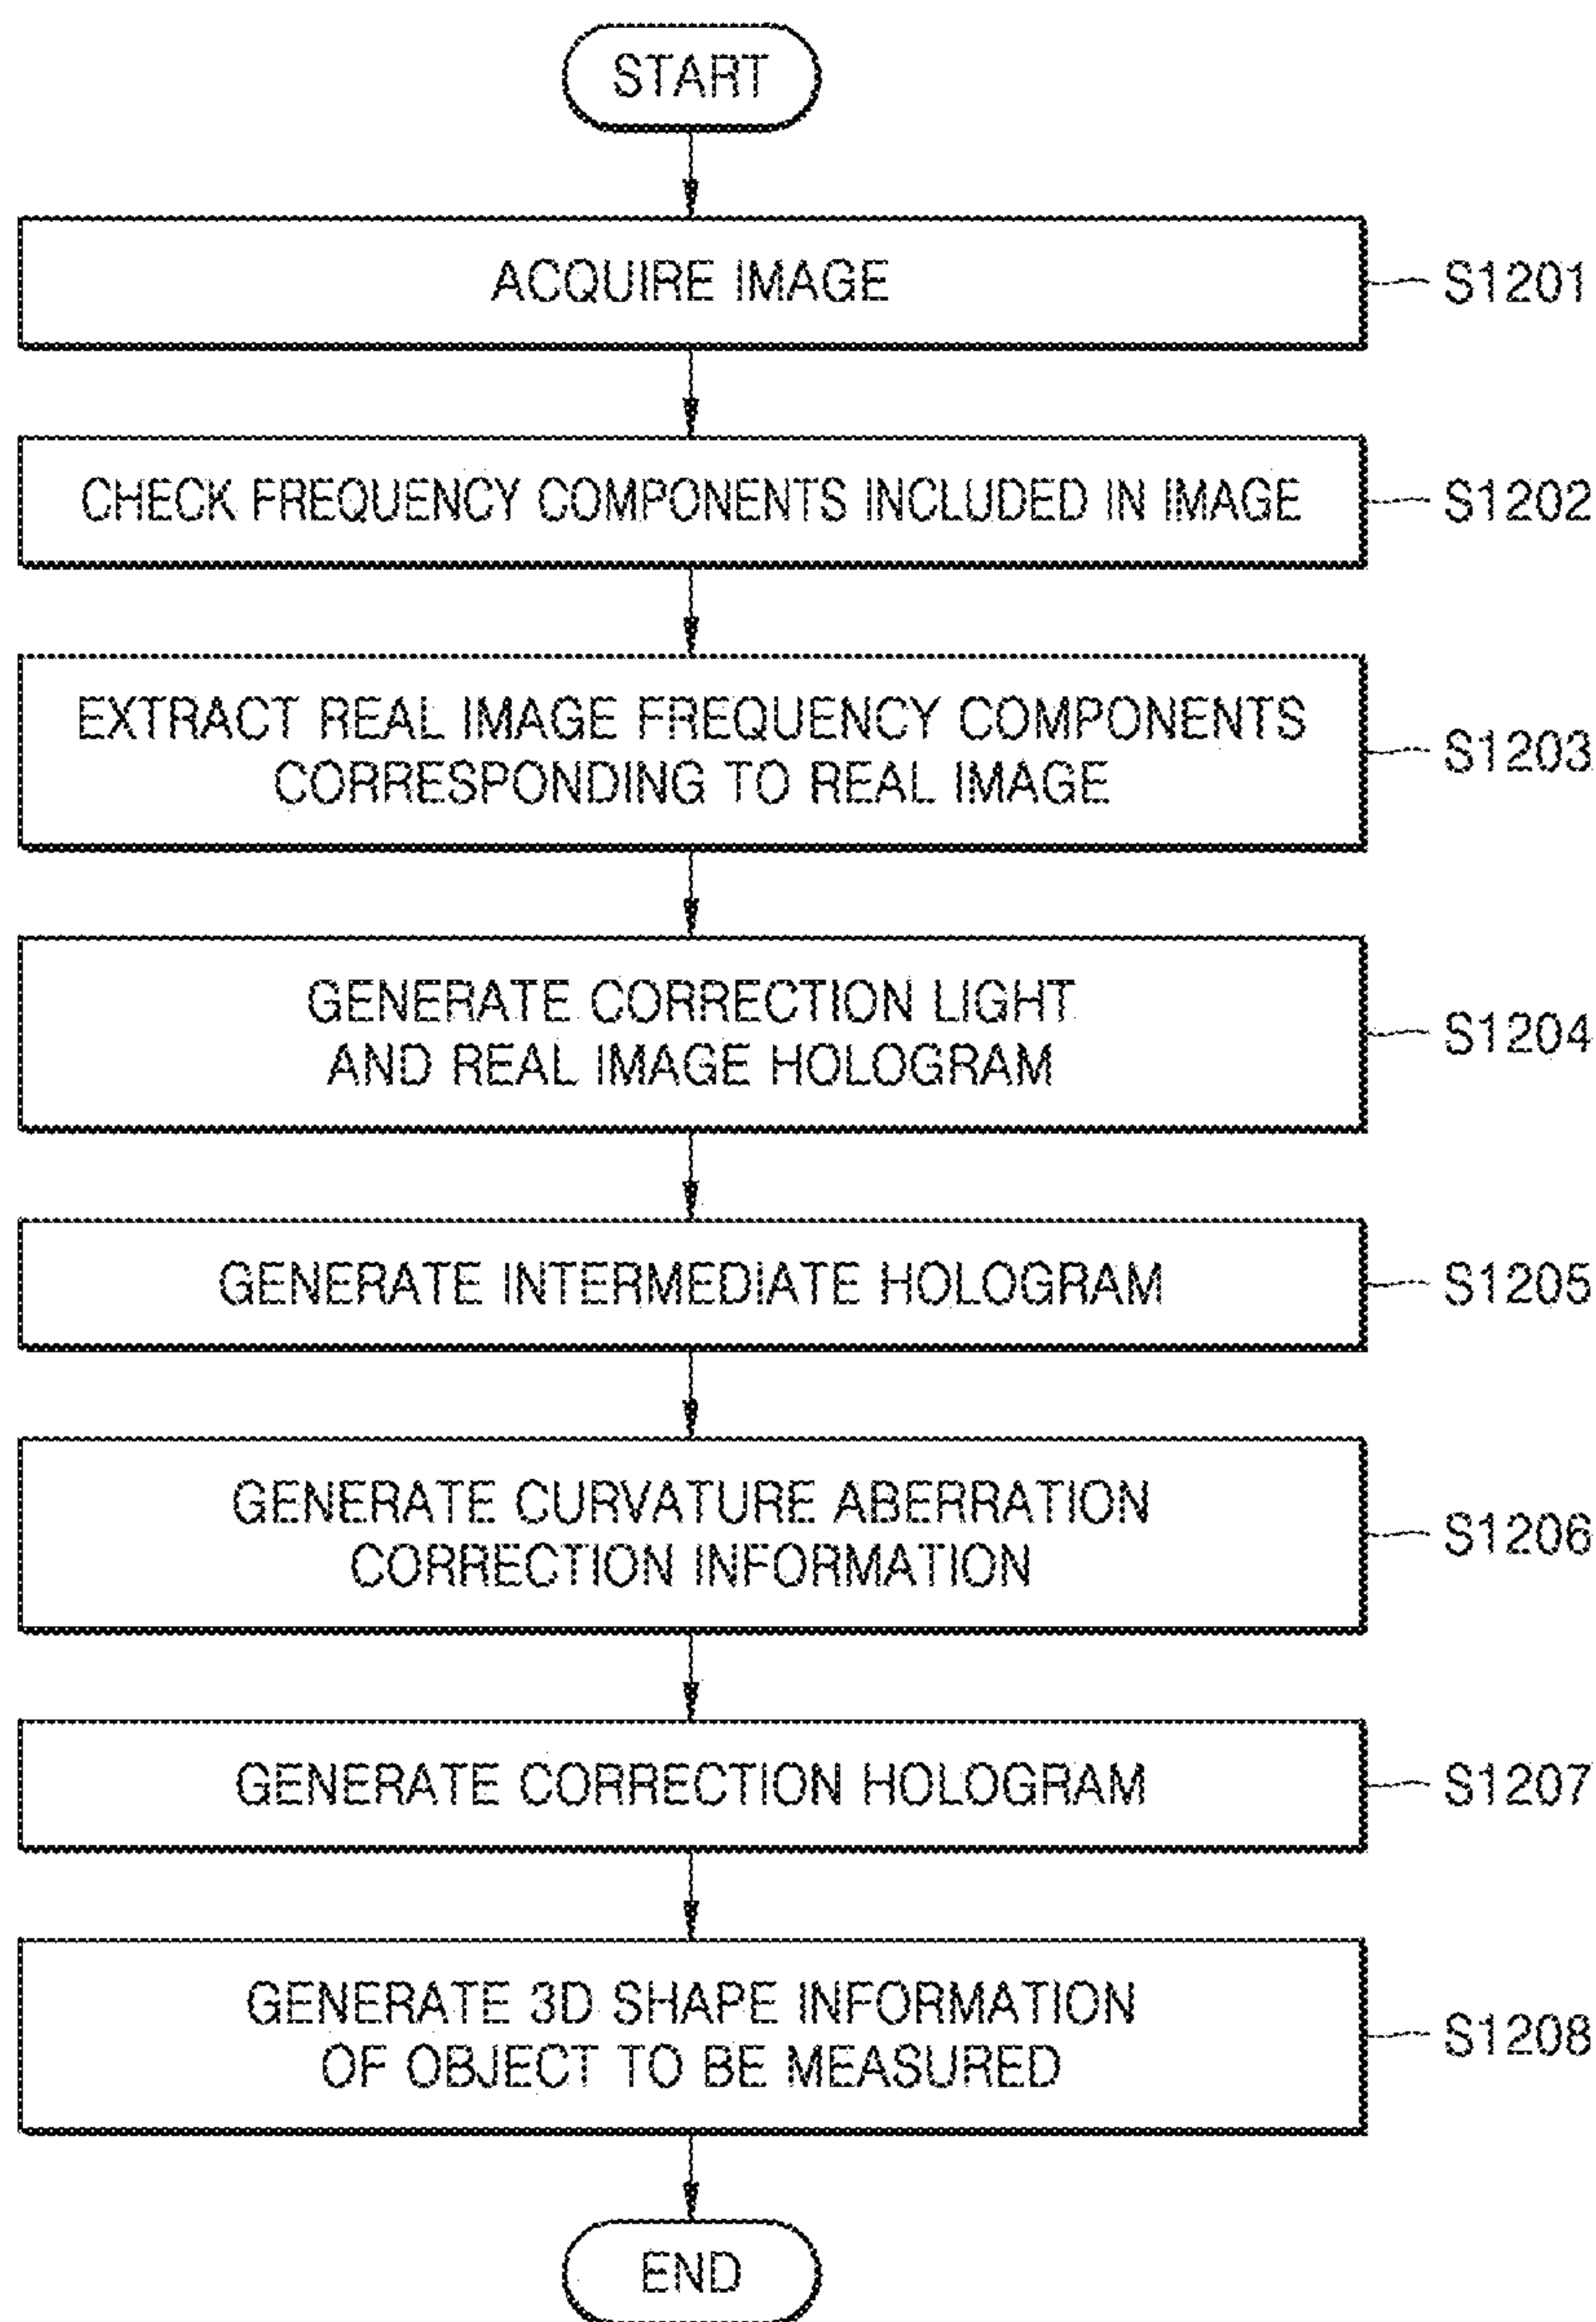 START
ACQUIRE IMAGE
S1201
CHECK FREQUENCY COMPONENTS INCLUDED IN IMAGE
S1202
EXTRACT REAL IMAGE FREQUENCY COMPONENTS
CORRESPONDING TO REAL IMAGE
S1203
GENERATE CORRECTION LIGHT
AND REAL IMAGE HOLOGRAM
S1204
GENERATE INTERMEDIATE HOLOGRAM
S1205
GENERATE CURVATURE ABERRATION
CORRECTION INFORMATION
S1206
GENERATE CORRECTION HOLOGRAM
S1207
GENERATE 3D SHAPE INFORMATION
OF OBJECT TO BE MEASURED
S1208
END